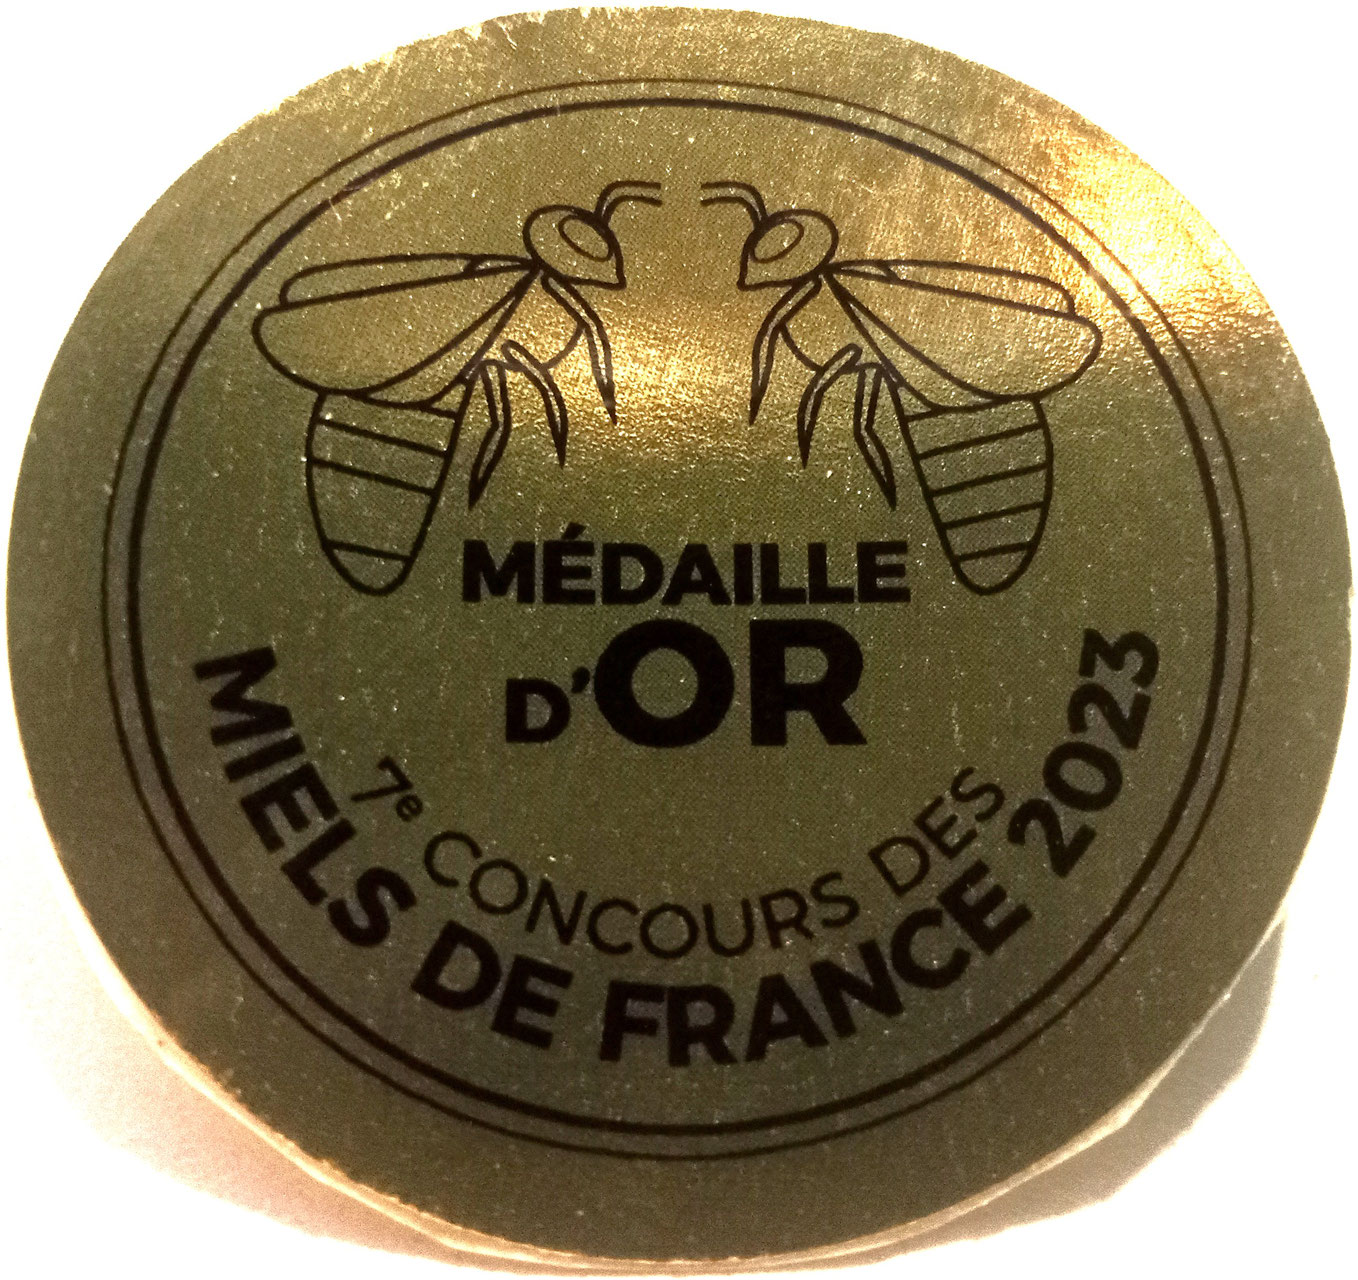 MÉDAILLE
D'OR
7e CONCOURS DES
MIELS DE FRANCE 2023